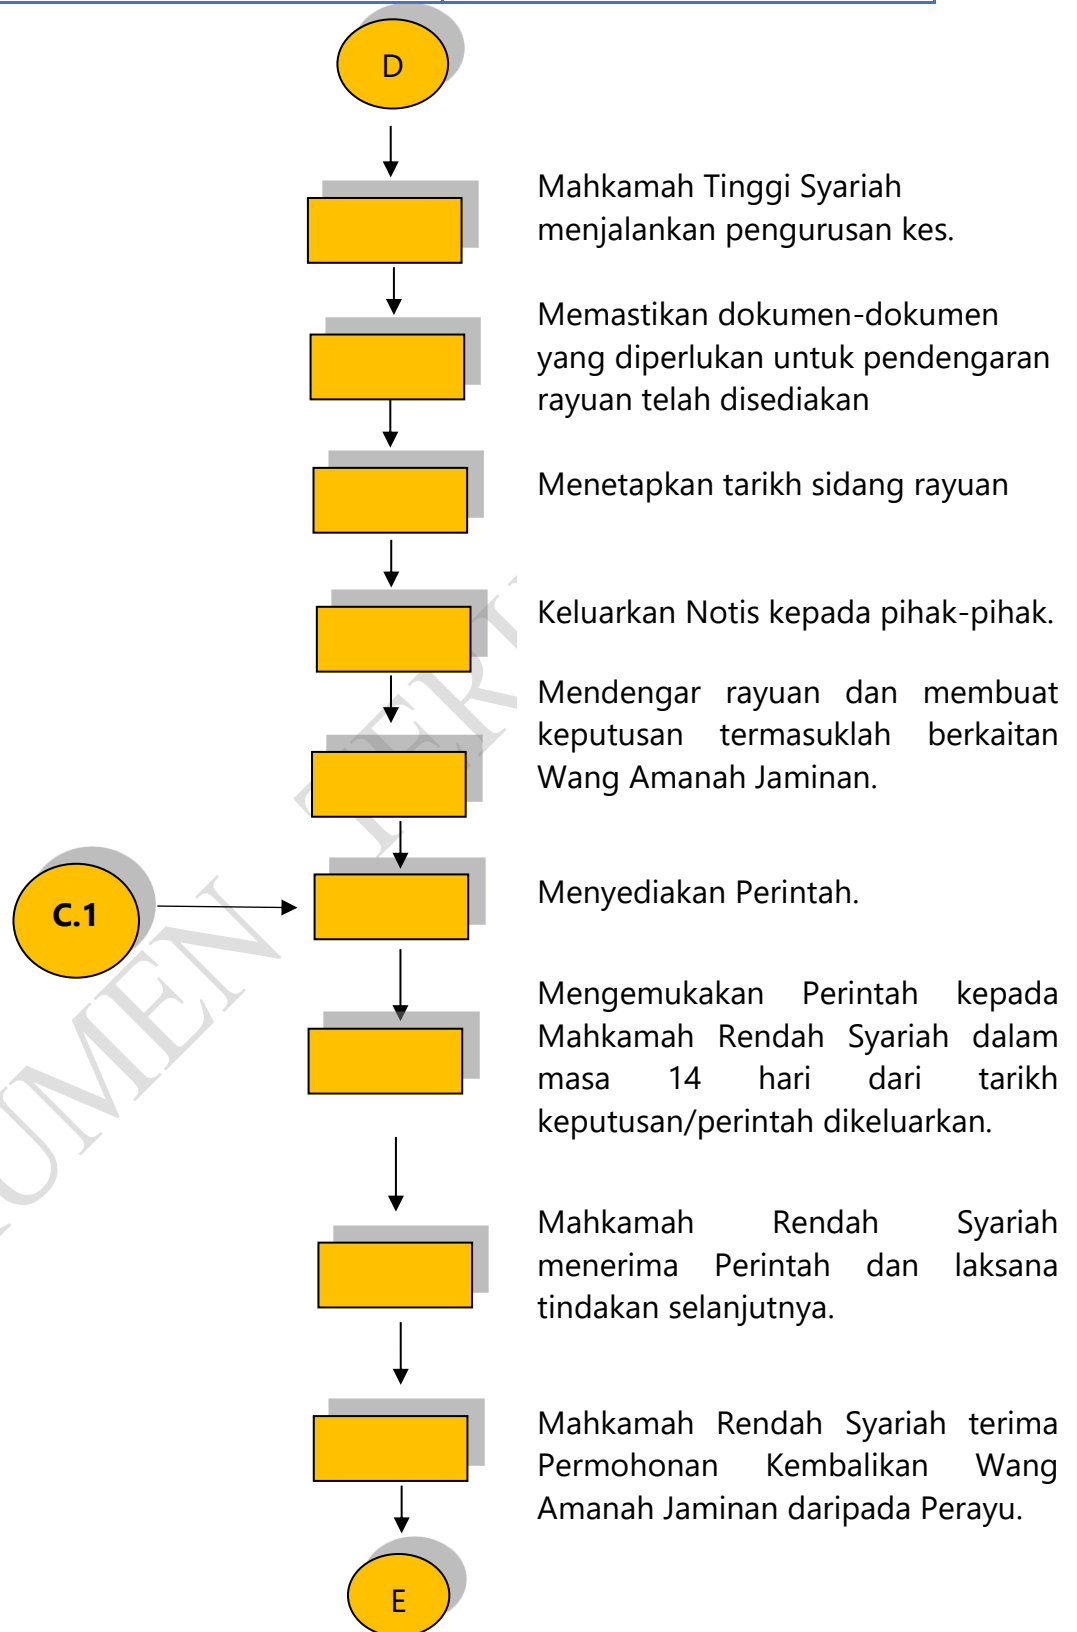 D
Mahkamah Tinggi Syariah
menjalankan pengurusan kes.
Memastikan dokumen-dokumen
yang diperlukan untuk pendengaran
rayuan telah disediakan
Menetapkan tarikh sidang rayuan
Keluarkan Notis kepada pihak-pihak.
Mendengar rayuan dan membuat
keputusan termasuklah berkaitan
Wang Amanah Jaminan.
C.1
Menyediakan Perintah.
Mengemukakan Perintah kepada
Mahkamah Rendah Syariah dalam
masa 14 hari dari tarikh
keputusan/perintah dikeluarkan.
Mahkamah Rendah Syariah
menerima Perintah dan laksana
tindakan selanjutnya.
Mahkamah Rendah Syariah terima
Permohonan Kembalikan Wang
Amanah Jaminan daripada Perayu.
E